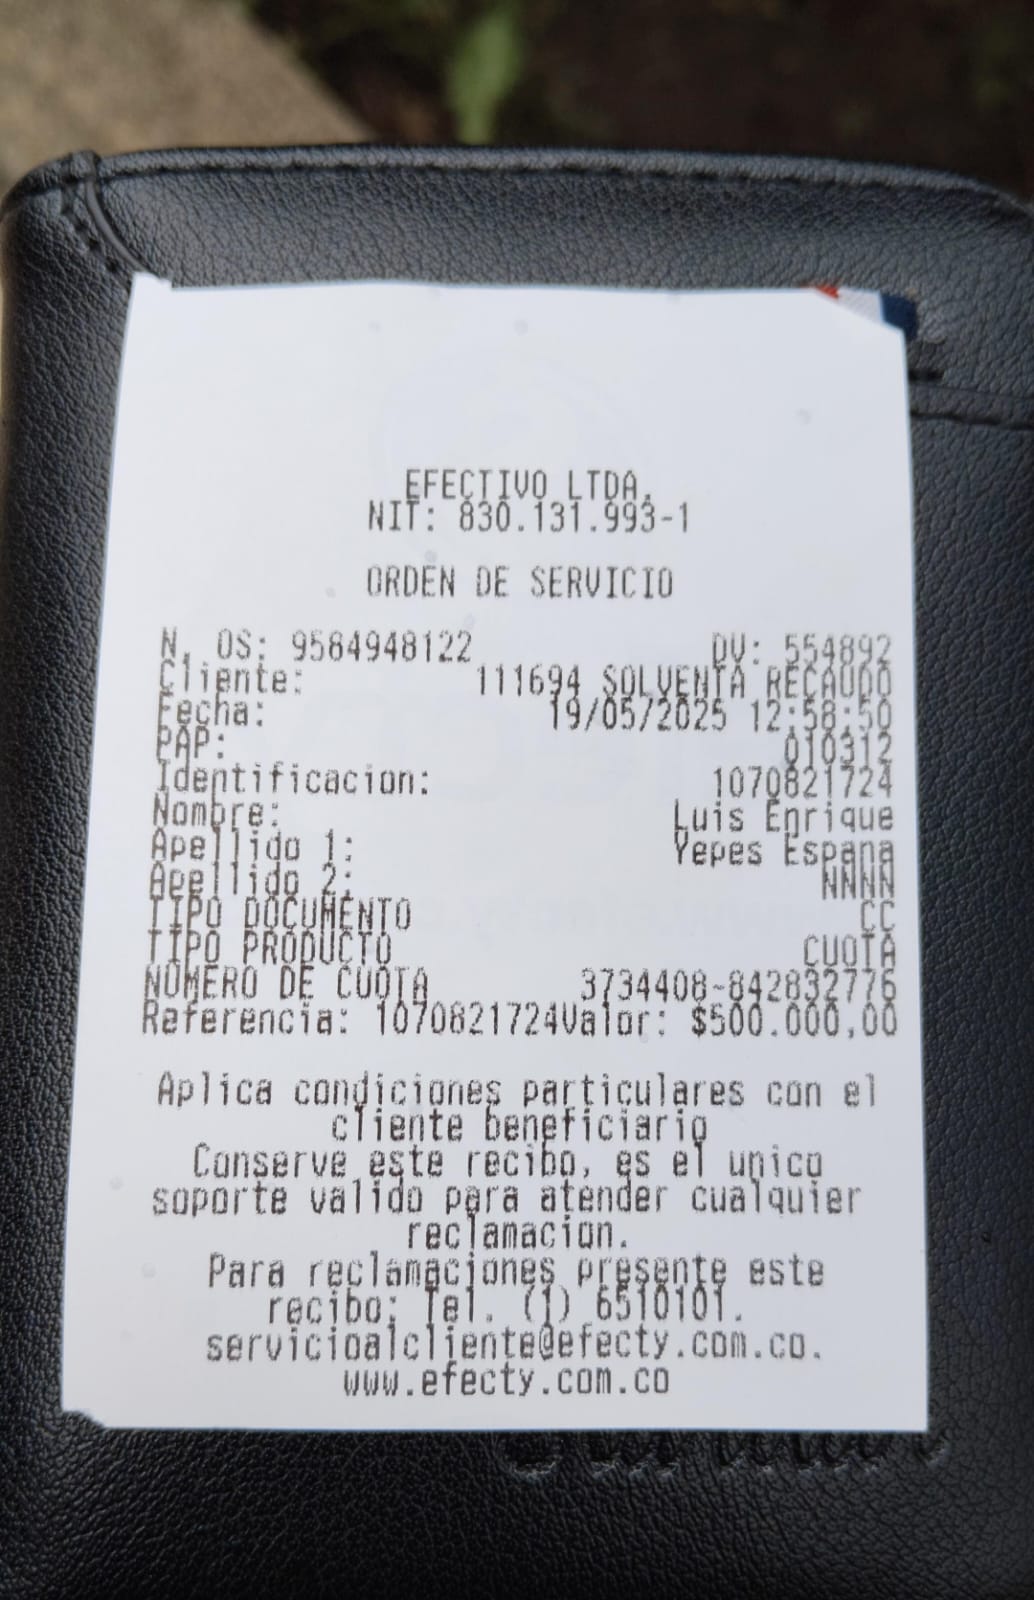 EFECTIVO LTDA.
NIT: 830.131.993-1
ORDEN DE SERVICIO
N. OS: 9584948122 DV: 554892
Cliente: 111694 SOLVENTA RECAUDO
Fecha: 19/05/2025 12:58:50
PAP: 010312
Identificacion: 1070821724
Nombre: Luis Enrique
Apellido 1: Yepes Espana
Apellido 2: NNNN
TIPO DOCUMENTO CC
TIPO PRODUCTO CUOTA
NUMERO DE CUOTA 3734408-842832776
Referencia: 1070821724Valor: $500.000,00
Aplica condiciones particulares con el
cliente beneficiario
Conserve este recibo, es el unico
soporte valido para atender cualquier
reclamacion.
Para reclamaciones presente este
recibo: Tel. (1) 6510101.
servicioalcliente@efecty.com.co.
www.efecty.com.co